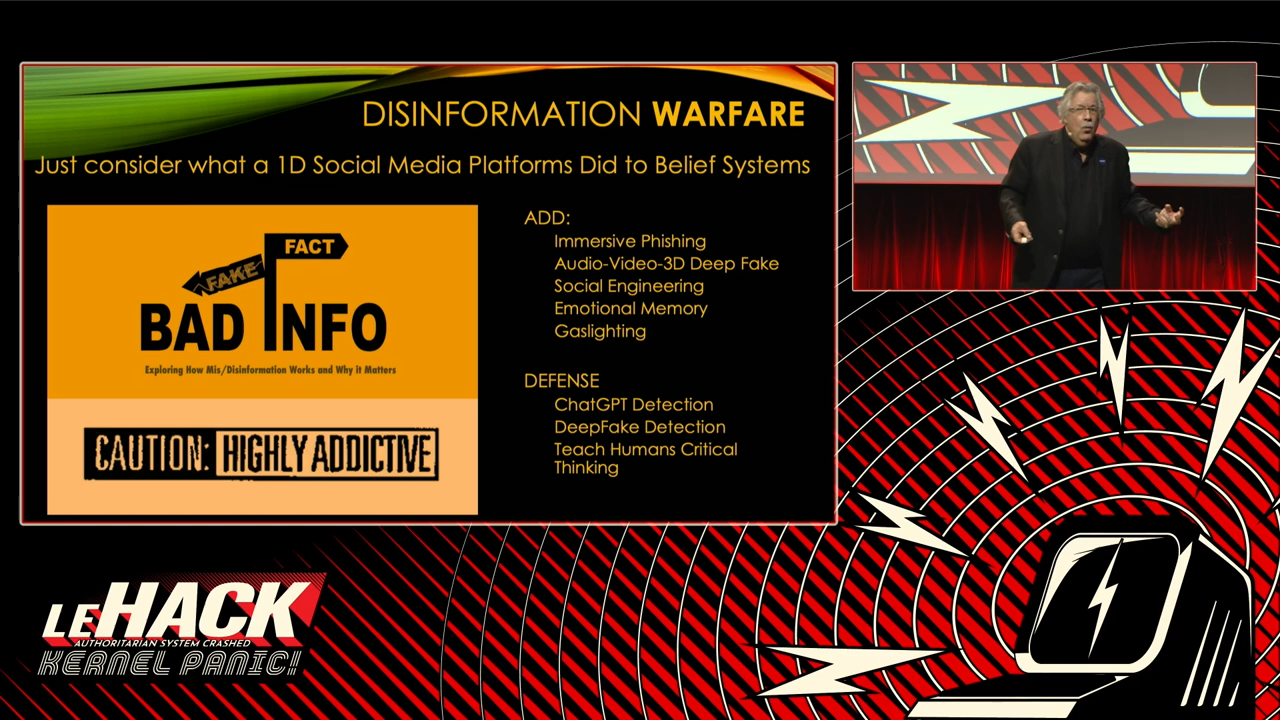 DISINFORMATION WARFARE
Just consider what a 1D Social Media Platforms Did to Belief Systems
FACT
FAKE
BAD INFO
Exploring How Mis/Disinformation Works and Why it Matters
CAUTION: HIGHLY ADDICTIVE
ADD:
Immersive Phishing
Audio-Video-3D Deep Fake
Social Engineering
Emotional Memory
Gaslighting
DEFENSE
ChatGPT Detection
DeepFake Detection
Teach Humans Critical
Thinking
LEHACK
AUTHORITARIAN SYSTEM CRASHED
KERNEL PANIC!